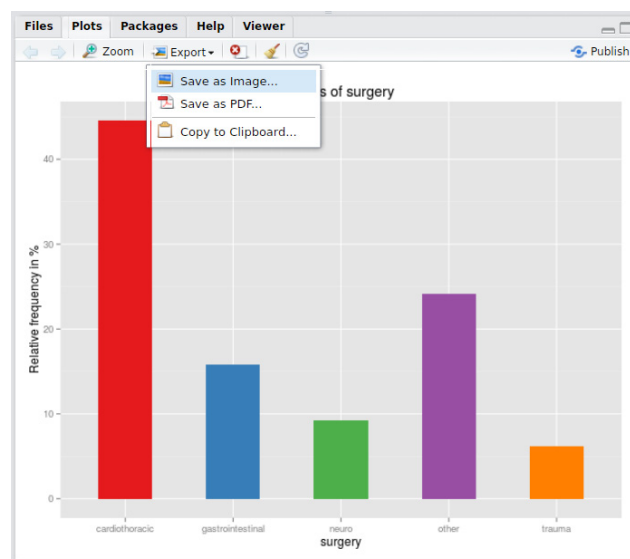 Files Plots Packages Help Viewer
Zoom Export Publish
Save as Image...
Save as PDF...
Copy to Clipboard...
s of surgery
40
30
20
10
0
Relative frequency in %
cardiothoracic gastrointestinal neuro other trauma
surgery